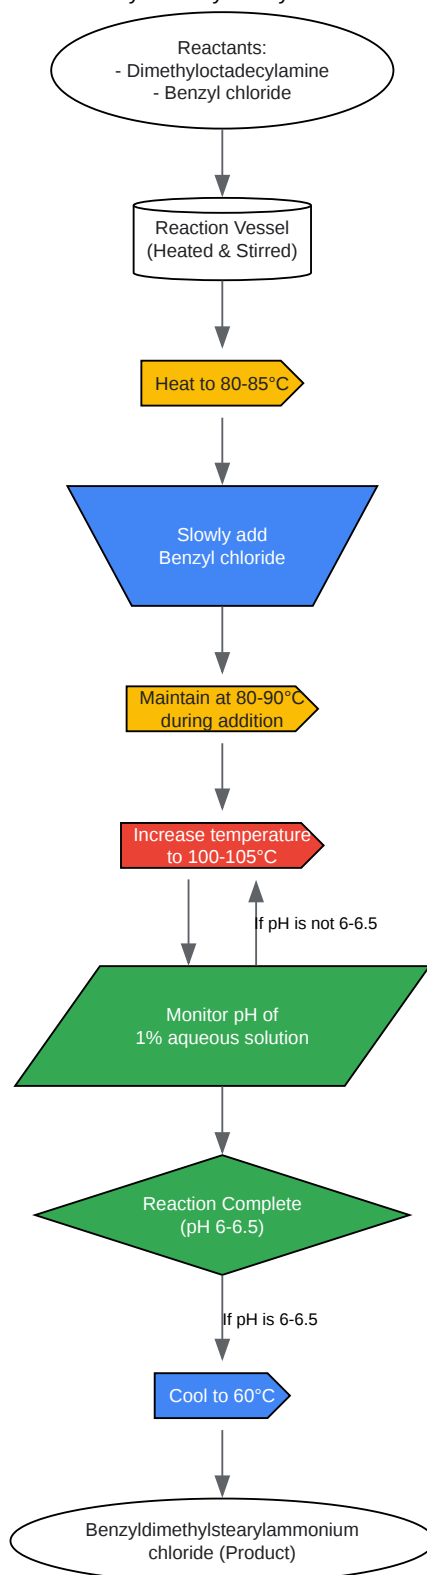 Reactants:
- Dimethyloctadecylamine
- Benzyl chloride
Reaction Vessel
(Heated & Stirred)
Heat to 80-85°C
Slowly add
Benzyl chloride
Maintain at 80-90°C
during addition
Increase temperature
to 100-105°C
If pH is not 6-6.5
Monitor pH of
1% aqueous solution
Reaction Complete
(pH 6-6.5)
If pH is 6-6.5
Cool to 60°C
Benzyldimethylstearylammonium
chloride (Product)